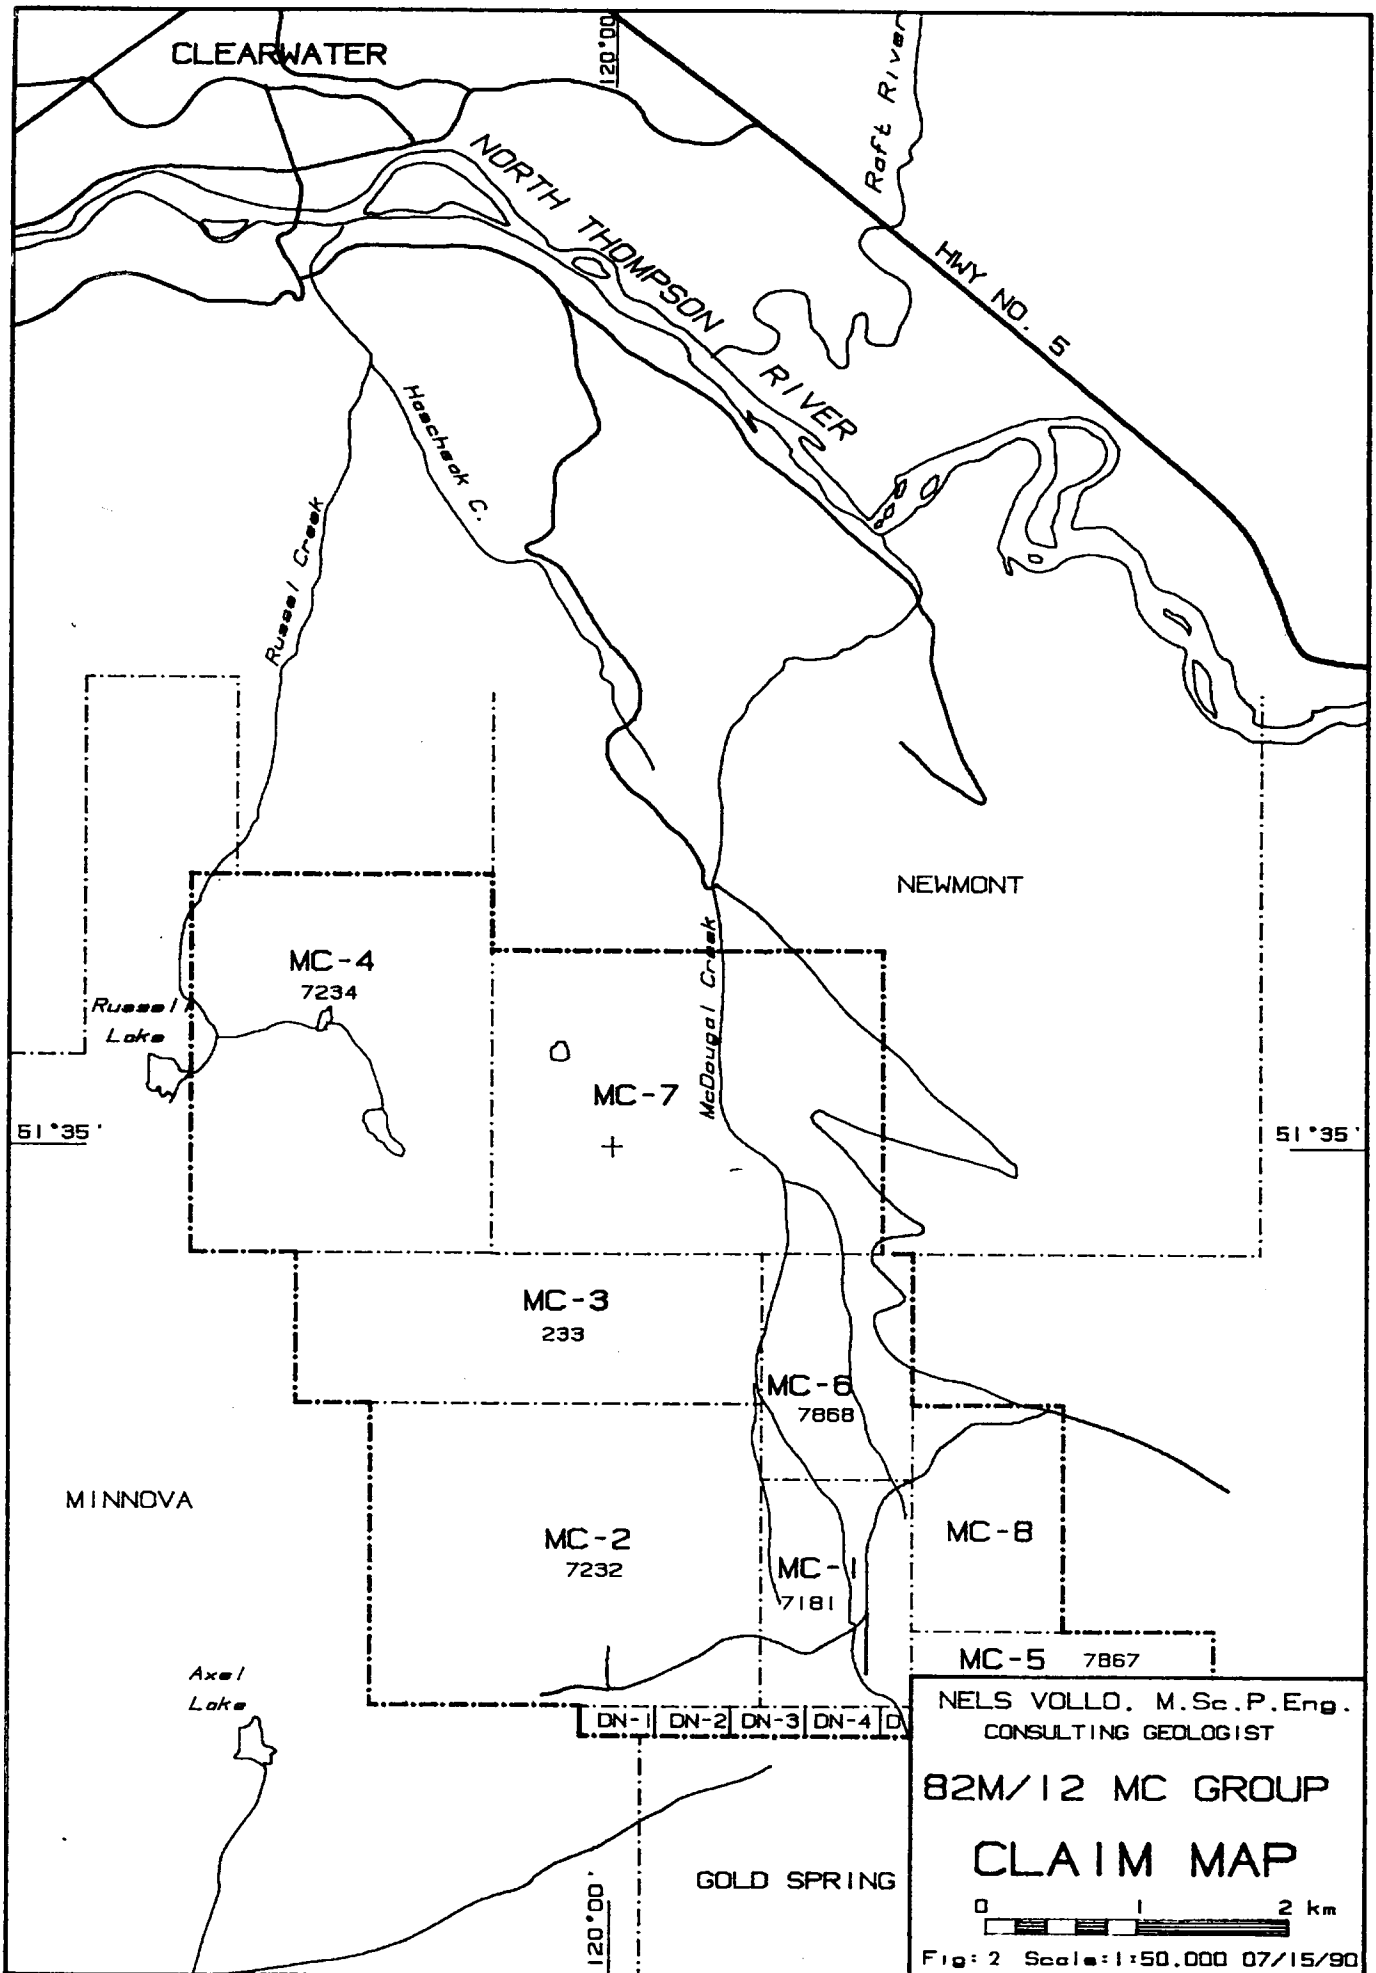 CLEARWATER
120°00'
Raft River
NORTH THOMPSON RIVER
HWY NO. 5
Hascheak C.
Russel Creek
NEWMONT
MC-4
7234
Russel
Lake
McDougal Creek
MC-7
51°35'
51°35'
MC-3
233
MC-6
7868
MINNOVA
MC-2
7232
MC-1
7181
MC-8
MC-5 7867
Axel
Lake
DN-1 DN-2 DN-3 DN-4 D
NELS VOLLO. M.Sc.P.Eng.
CONSULTING GEOLOGIST
82M/12 MC GROUP
CLAIM MAP
0 1 2 km
Fig: 2 Scale:1:50,000 07/15/90
GOLD SPRING
120°00'